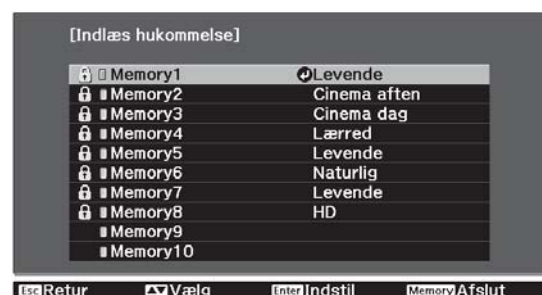 [Indlæs hukommelse]
Memory1 Levende
Memory2 Cinema aften
Memory3 Cinema dag
Memory4 Lærred
Memory5 Levende
Memory6 Naturlig
Memory7 Levende
Memory8 HD
Memory9
Memory10
Esc Retur Vælg Enter Indstil Memory Afslut